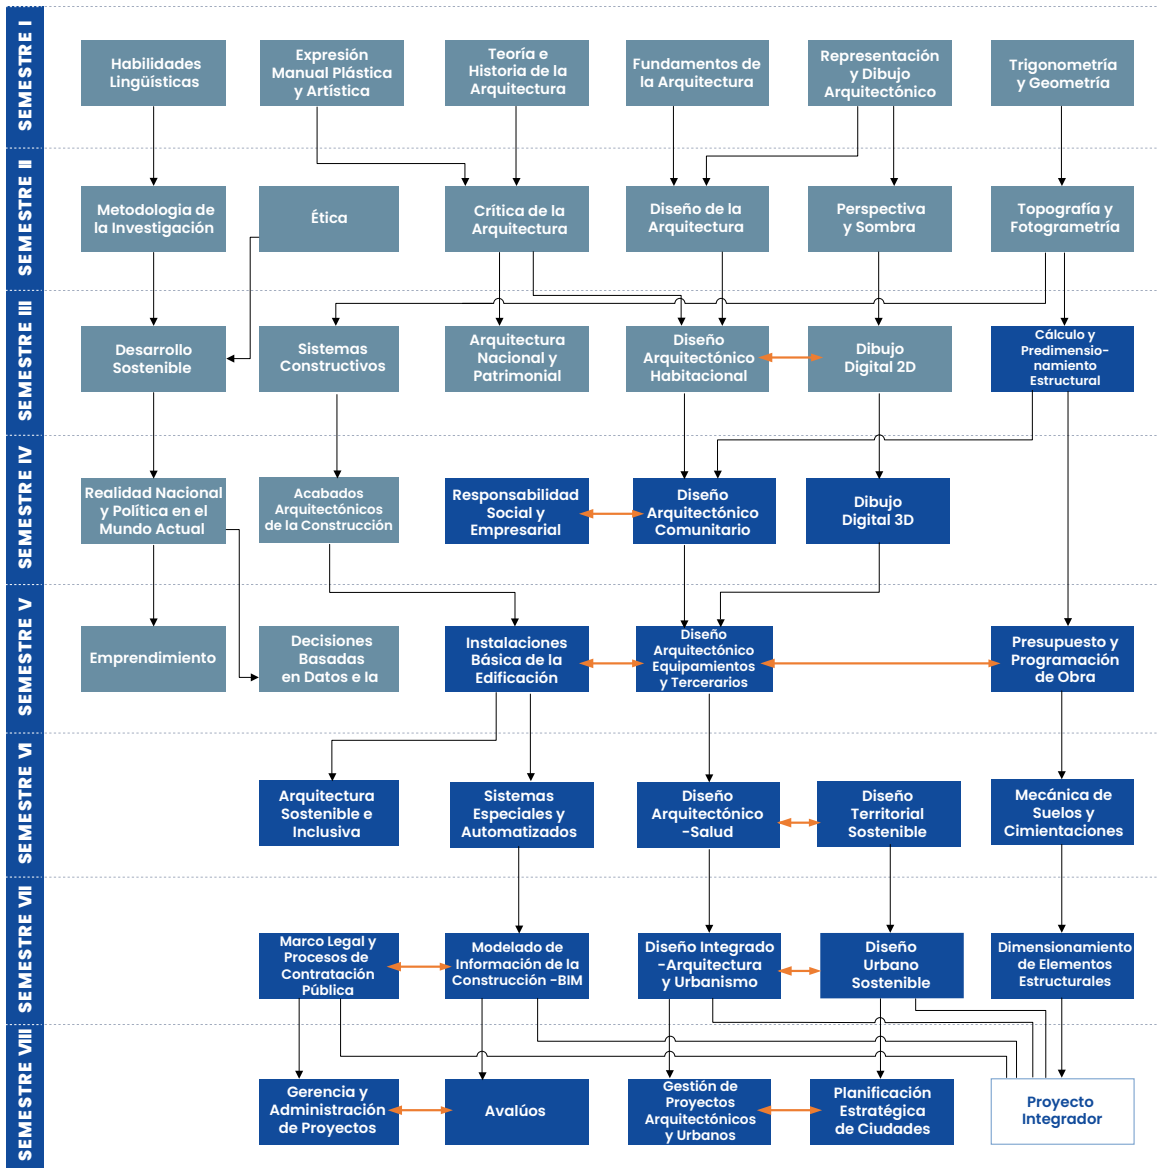 SEMESTRE I
Habilidades
Lingüísticas
Expresión
Manual Plástica
y Artística
Teoría e
Historia de la
Arquitectura
Fundamentos de
la Arquitectura
Representación
y Dibujo
Arquitectónico
Trigonometría
y Geometría
SEMESTRE II
Metodologia de
la Investigación
Ética
Crítica de la
Arquitectura
Diseño de la
Arquitectura
Perspectiva
y Sombra
Topografía y
Fotogrametría
SEMESTRE III
Desarrollo
Sostenible
Sistemas
Constructivos
Arquitectura
Nacional y
Patrimonial
Diseño
Arquitectónico
Habitacional
Dibujo
Digital 2D
Cálculo y
Predimensio-
namiento
Estructural
SEMESTRE IV
Realidad Nacional
y Política en el
Mundo Actual
Acabados
Arquitectónicos
de la Construcción
Responsabilidad
Social y
Empresarial
Diseño
Arquitectónico
Comunitario
Dibujo
Digital 3D
SEMESTRE V
Emprendimiento
Decisiones
Basadas
en Datos e la
Instalaciones
Básica de la
Edificación
Diseño
Arquitectónico
Equipamientos
y Tercerarios
Presupuesto y
Programación
de Obra
SEMESTRE VI
Arquitectura
Sostenible e
Inclusiva
Sistemas
Especiales y
Automatizados
Diseño
Arquitectónico
-Salud
Diseño
Territorial
Sostenible
Mecánica de
Suelos y
Cimientaciones
SEMESTRE VII
Marco Legal y
Procesos de
Contratación
Pública
Modelado de
Información de la
Construcción -BIM
Diseño Integrado
-Arquitectura
y Urbanismo
Diseño
Urbano
Sostenible
Dimensionamiento
de Elementos
Estructurales
SEMESTRE VIII
Gerencia y
Administración
de Proyectos
Avalúos
Gestión de
Proyectos
Arquitectónicos
y Urbanos
Planificación
Estratégica
de Ciudades
Proyecto
Integrador